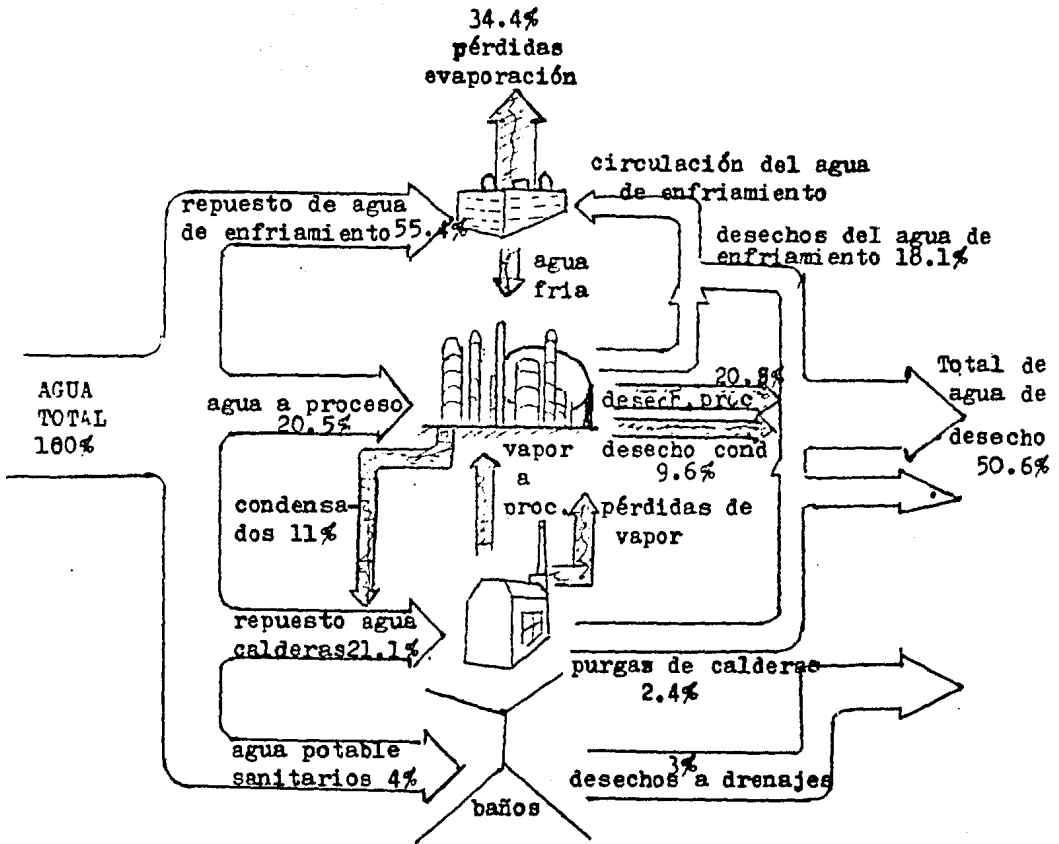 34.4%
pérdidas
evaporación
circulación del agua
de enfriamiento
repuesto de agua
de enfriamiento 55.4%
desechos del agua de
enfriamiento 18.1%
agua
fria
AGUA
TOTAL
100%
agua a proceso
20.5%
20.8%
desech.proc.
desecho cond
9.6%
Total de
agua de
desecho
50.6%
vapor
a
proc.
condensa-
dos 11%
pérdidas de
vapor
repuesto agua
calderas 21.1%
purgas de calderas
2.4%
agua potable
sanitarios 4%
3%
desechos a drenajes
baños